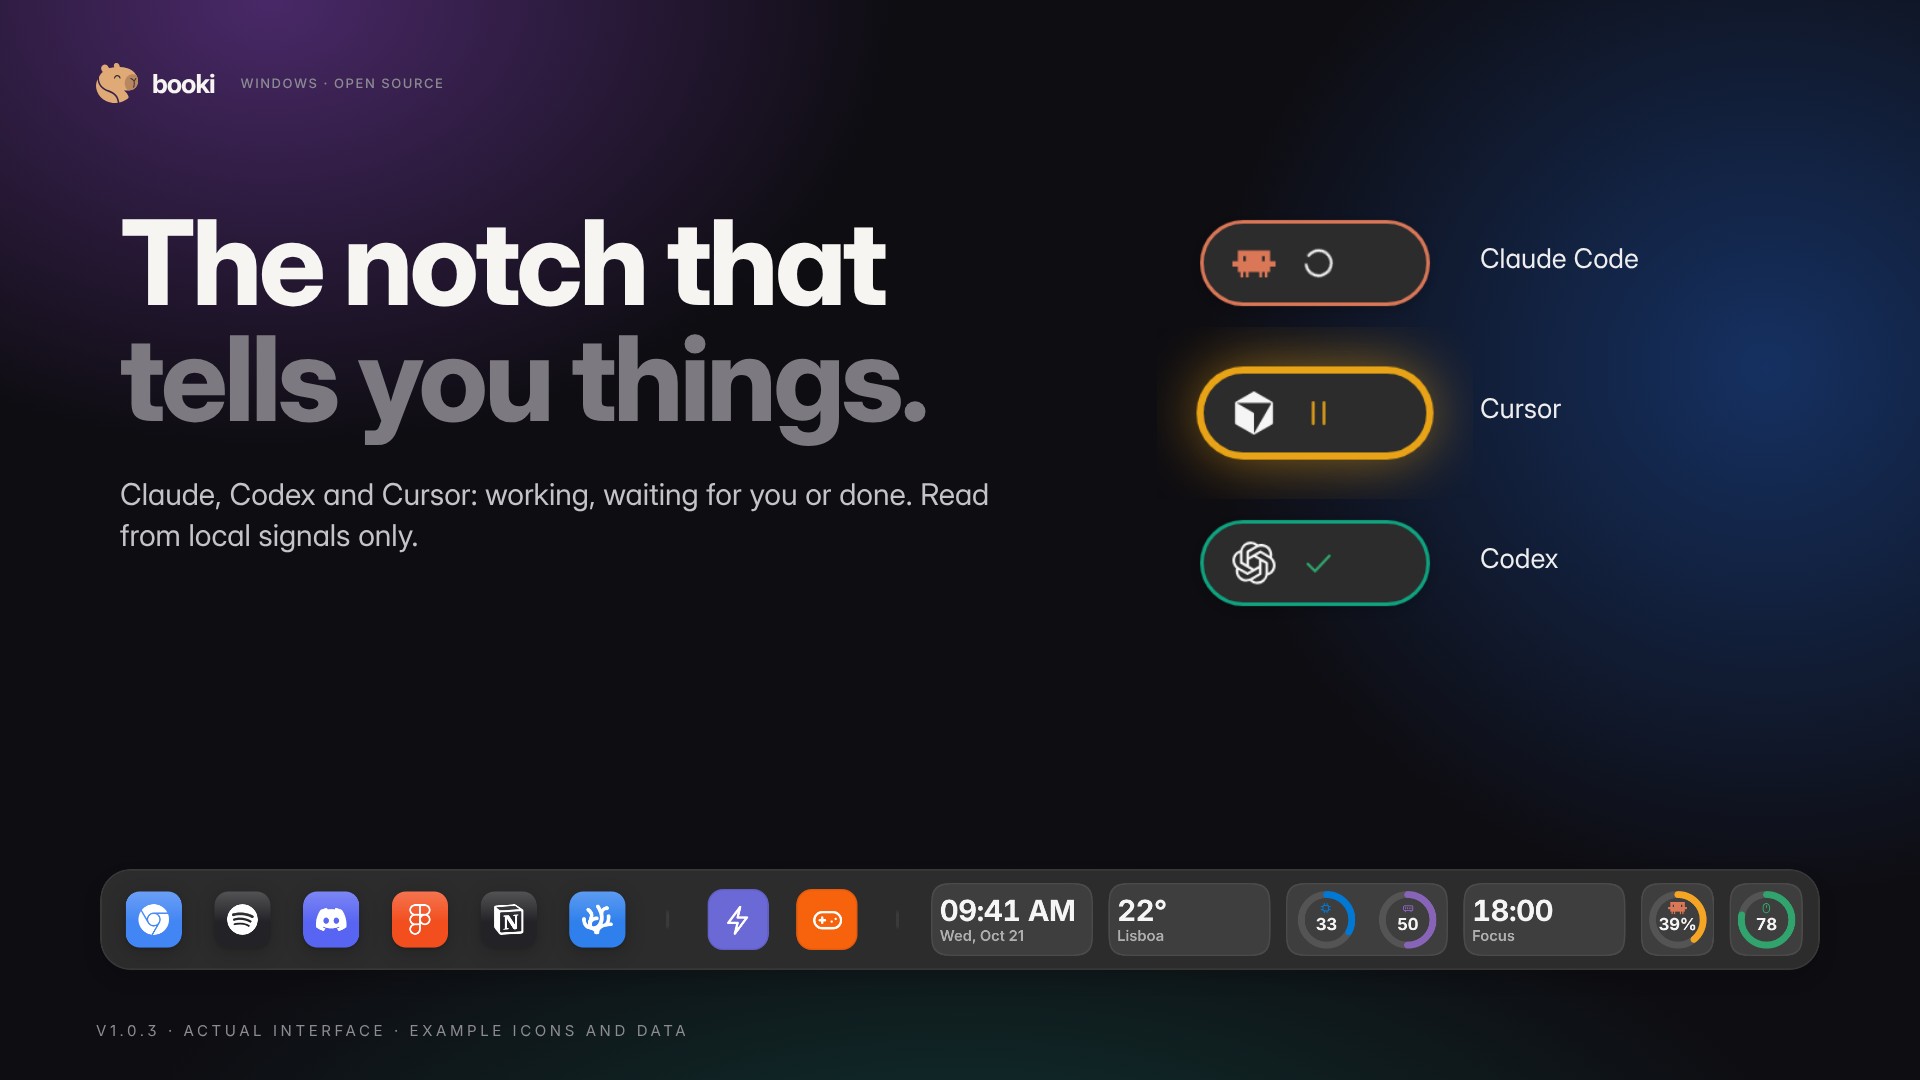 booki
WINDOWS · OPEN SOURCE
The notch that
tells you things.
Claude, Codex and Cursor: working, waiting for you or done. Read
from local signals only.
Claude Code
Cursor
Codex
09:41 AM
Wed, Oct 21
22°
Lisboa
33
50
18:00
Focus
39%
78
V1.0.3 · ACTUAL INTERFACE · EXAMPLE ICONS AND DATA